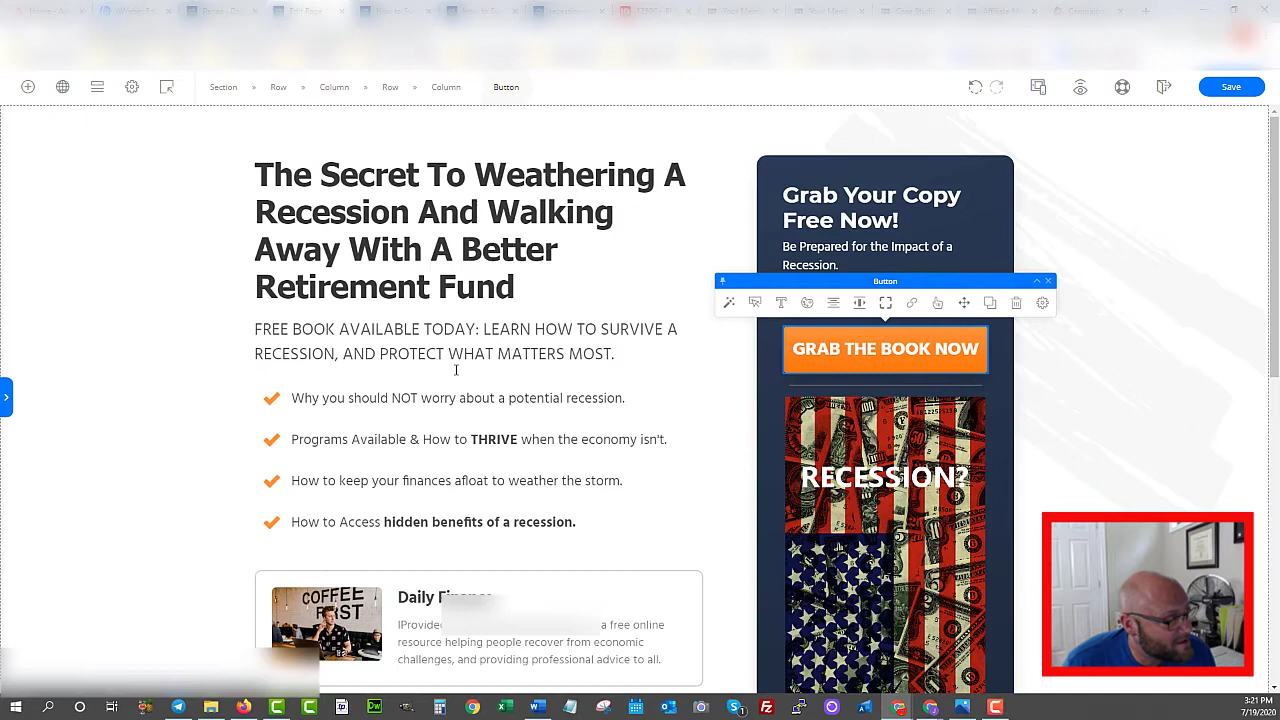 Section » Row » Column » Row » Column Button
Save
The Secret To Weathering A
Recession And Walking
Away With A Better
Retirement Fund
FREE BOOK AVAILABLE TODAY: LEARN HOW TO SURVIVE A
RECESSION, AND PROTECT WHAT MATTERS MOST.
Why you should NOT worry about a potential recession.
Programs Available & How to THRIVE when the economy isn't.
How to keep your finances afloat to weather the storm.
How to Access hidden benefits of a recession.
COFFEE
FIRST
Daily
a free online
resource helping people recover from economic
challenges, and providing professional advice to all.
Grab Your Copy
Free Now!
Be Prepared for the Impact of a
Recession.
Button
GRAB THE BOOK NOW
RECESSION?
3:21 PM
7/19/2020